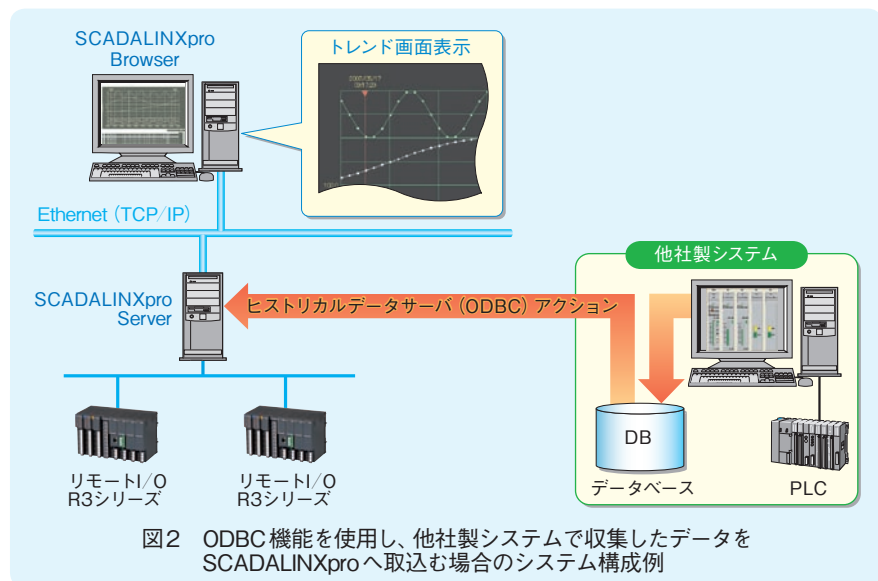 SCADALINXpro
Browser
トレンド画面表示
Ethernet（TCP/IP）
SCADALINXpro
Server
ヒストリカルデータサーバ（ODBC）アクション
他社製システム
DB
データベース
PLC
リモートI/O
R3シリーズ
リモートI/O
R3シリーズ
図2　ODBC機能を使用し、他社製システムで収集したデータを
SCADALINXproへ取込む場合のシステム構成例